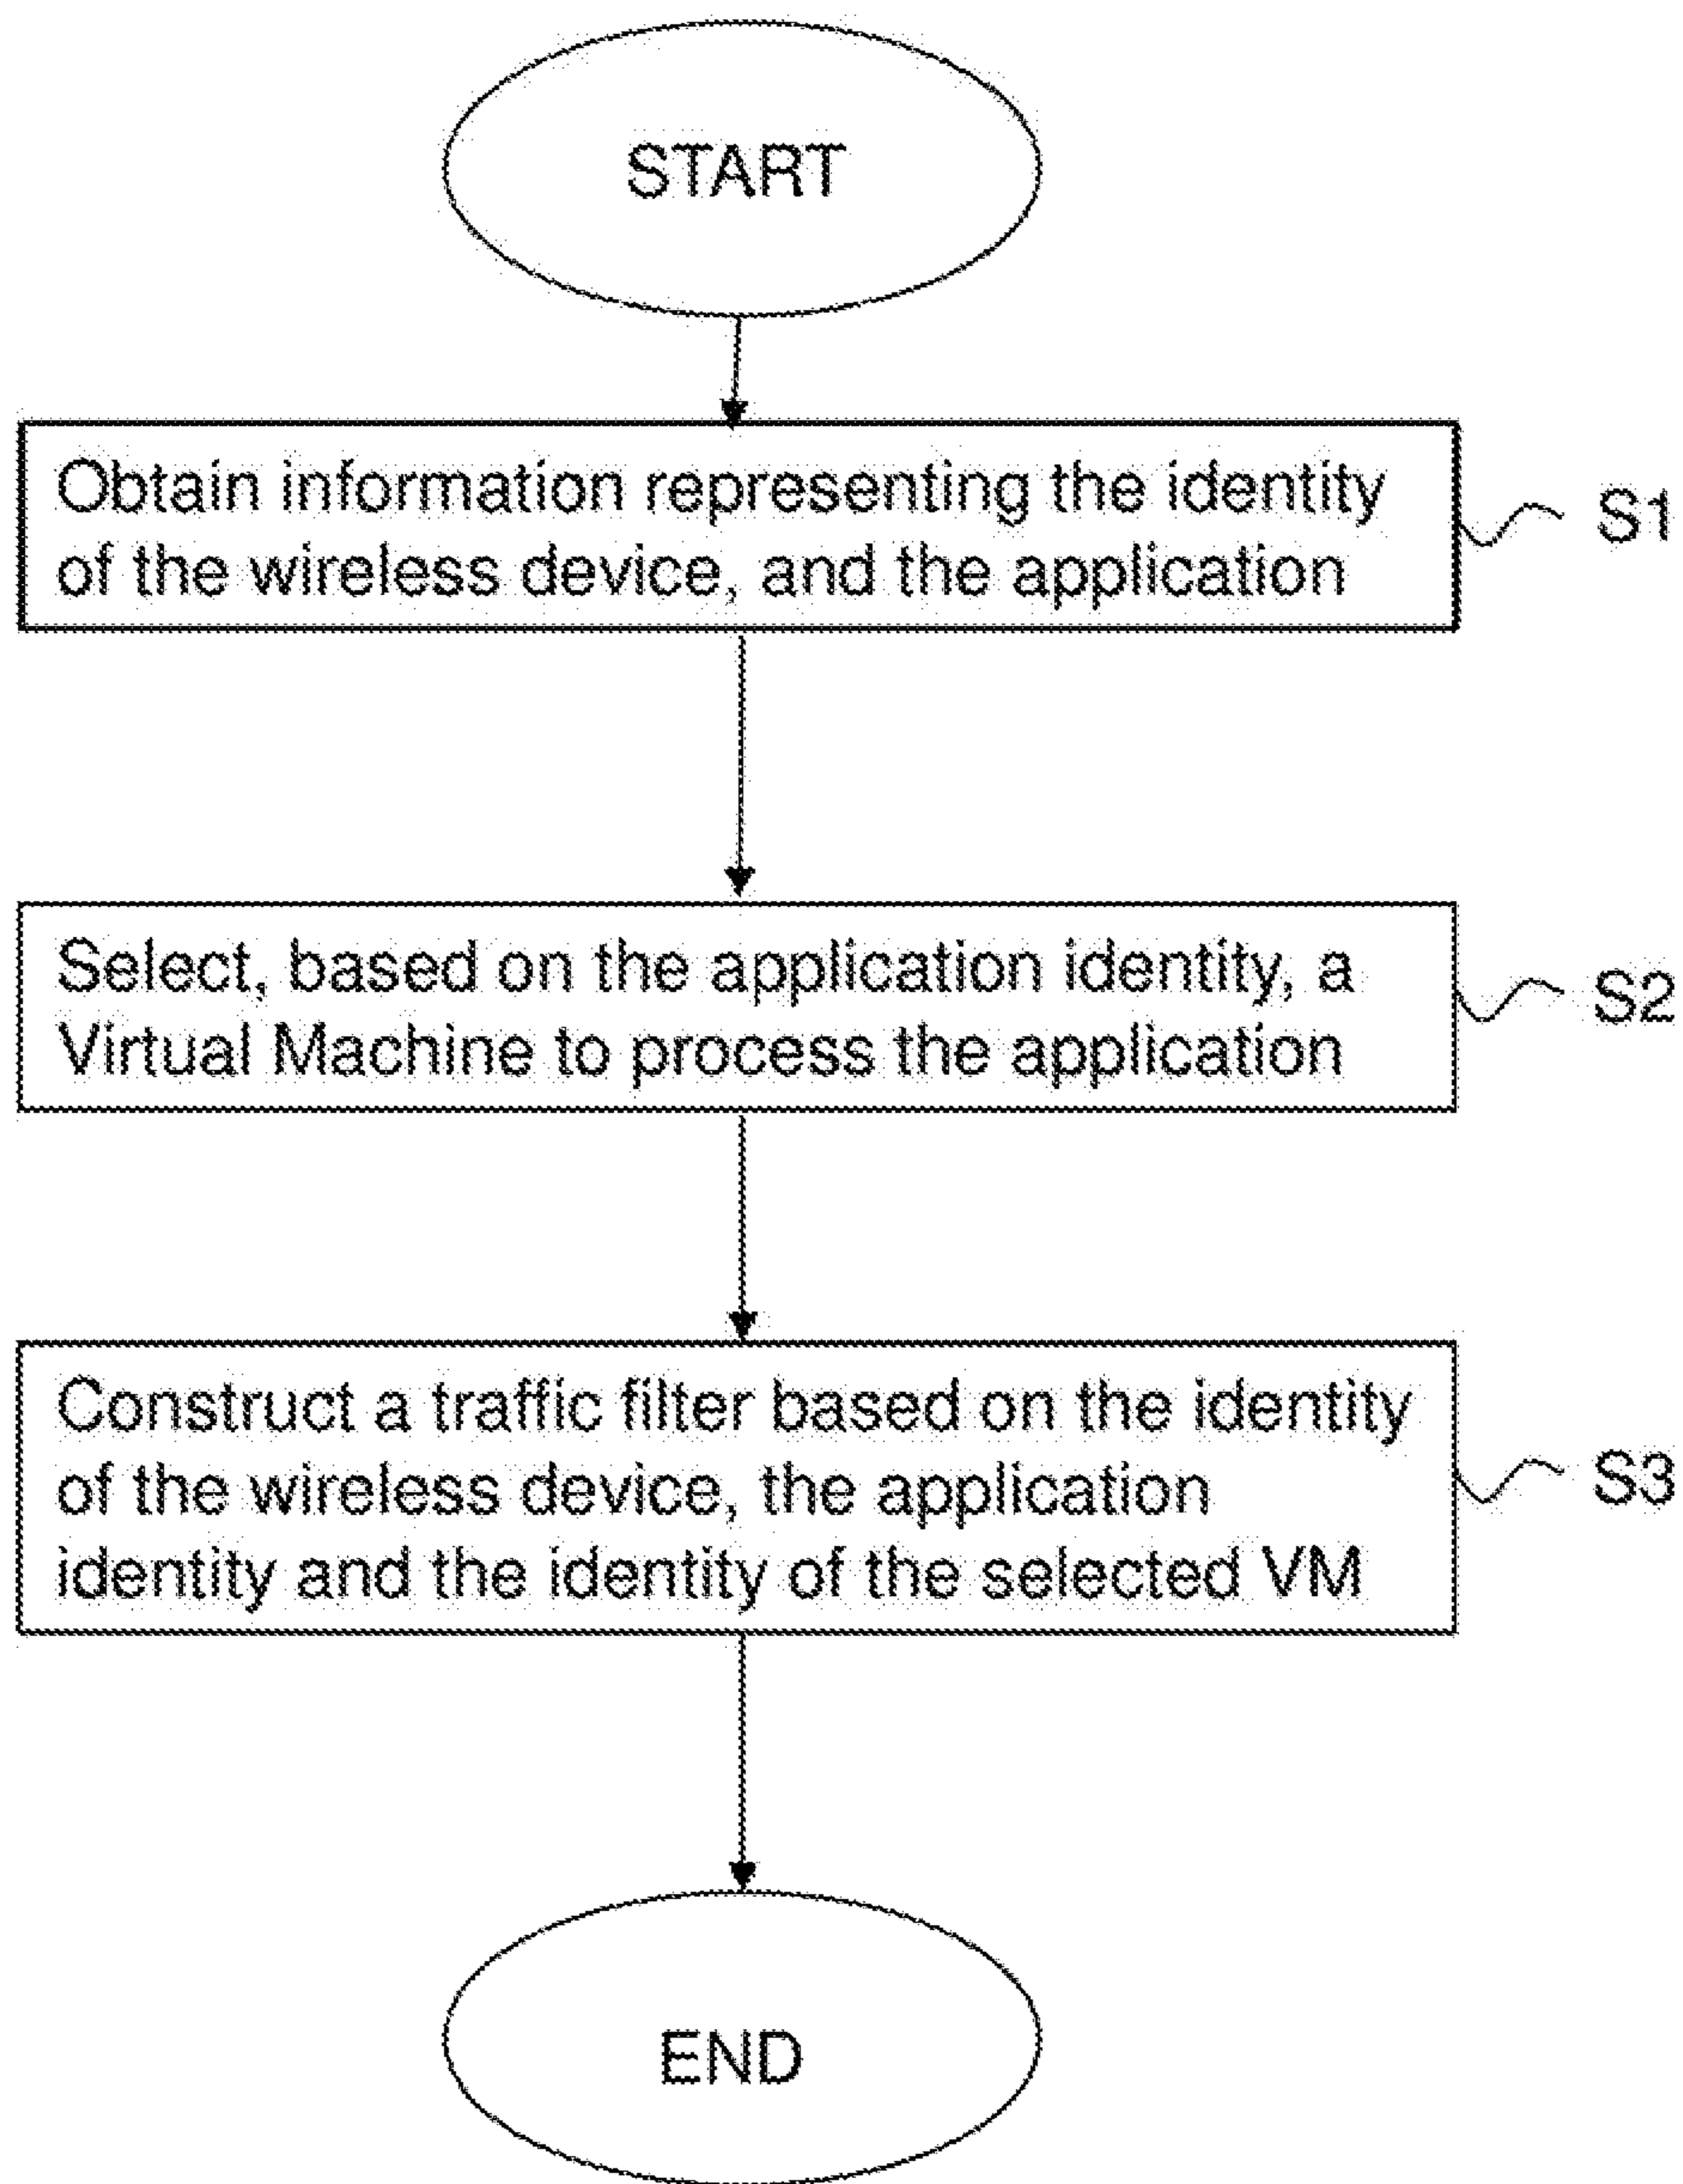 START
Obtain information representing the identity
of the wireless device, and the application
S1
Select, based on the application identity, a
Virtual Machine to process the application
S2
Construct a traffic filter based on the identity
of the wireless device, the application
identity and the identity of the selected VM
S3
END